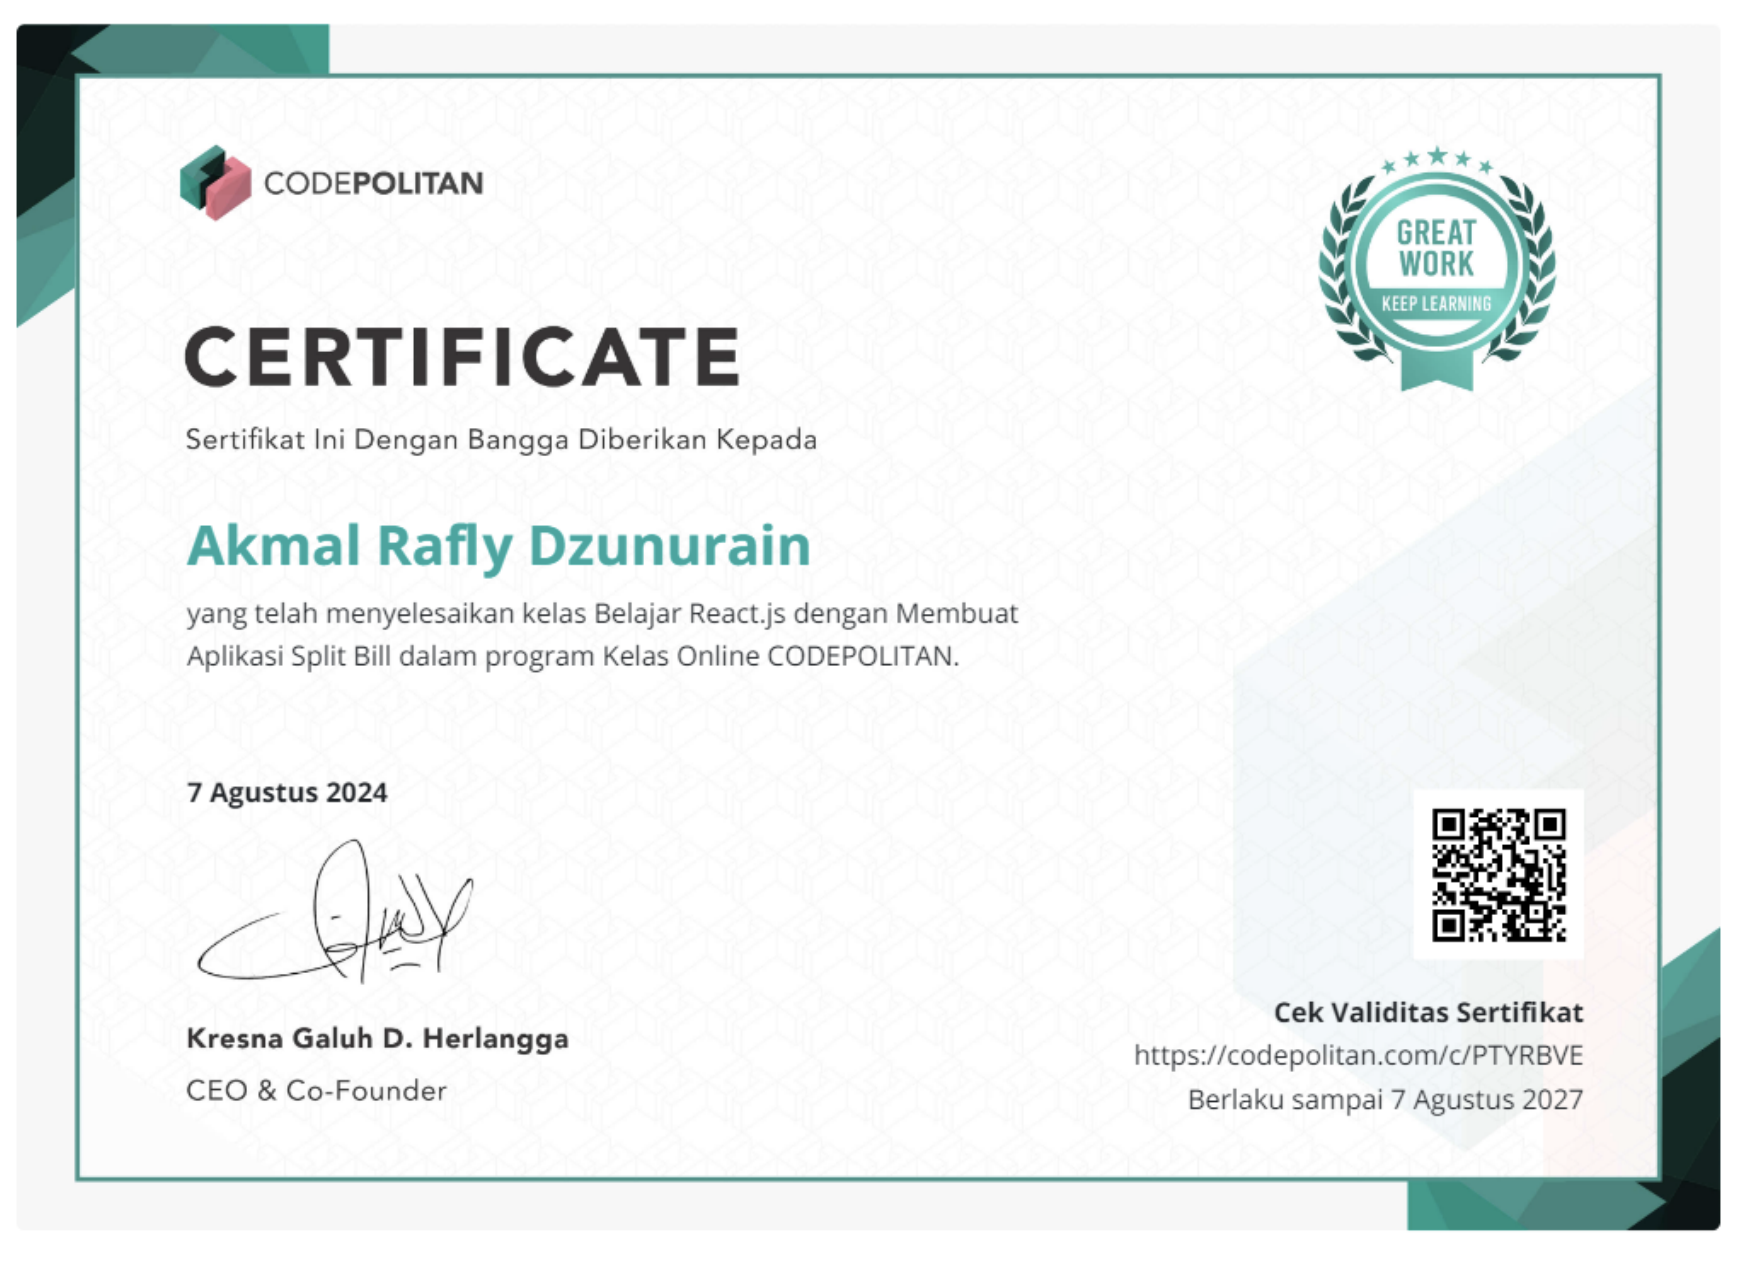 CODEPOLITAN
GREAT
WORK
KEEP LEARNING
CERTIFICATE
Sertifikat Ini Dengan Bangga Diberikan Kepada
Akmal Rafly Dzunurain
yang telah menyelesaikan kelas Belajar React.js dengan Membuat
Aplikasi Split Bill dalam program Kelas Online CODEPOLITAN.
7 Agustus 2024
Kresna Galuh D. Herlangga
CEO & Co-Founder
Cek Validitas Sertifikat
https://codepolitan.com/c/PTYRBVE
Berlaku sampai 7 Agustus 2027